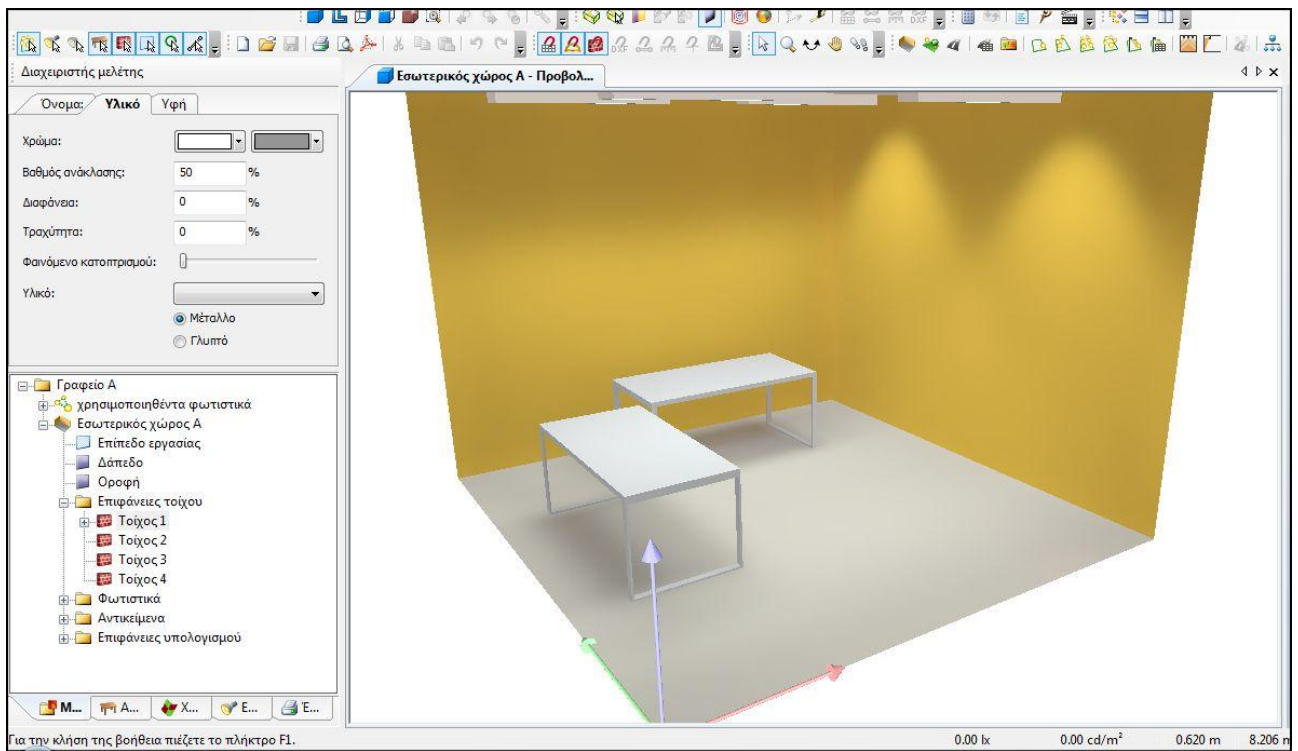 Διαχειριστής μελέτης
Εσωτερικός χώρος Α - Προβολ...
Όνομα:
Υλικό
Υφή
Χρώμα:
Βαθμός ανάκλασης: 50 %
Διαφάνεια: 0 %
Τραχύτητα: 0 %
Φαινόμενο κατοπτρισμού:
Υλικό:
Μέταλλο
Γλυπτό
Γραφείο Α
χρησιμοποιηθέντα φωτιστικά
Εσωτερικός χώρος Α
Επίπεδο εργασίας
Δάπεδο
Οροφή
Επιφάνειες τοίχου
Τοίχος 1
Τοίχος 2
Τοίχος 3
Τοίχος 4
Φωτιστικά
Αντικείμενα
Επιφάνειες υπολογισμού
Μ... Α... Χ... Ε... Έ...
Για την κλήση της βοήθεια πιέζετε το πλήκτρο F1. 0.00 lx 0.00 cd/m² 0.620 m 8.206 m